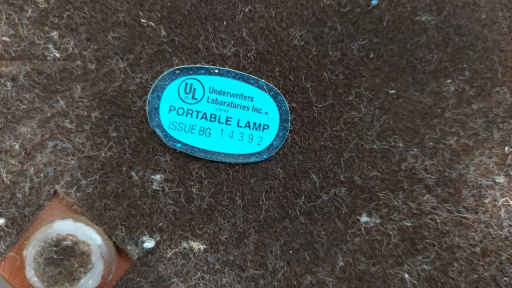 UL
Underwriters
Laboratories Inc.
PORTABLE LAMP
ISSUE BG 14392